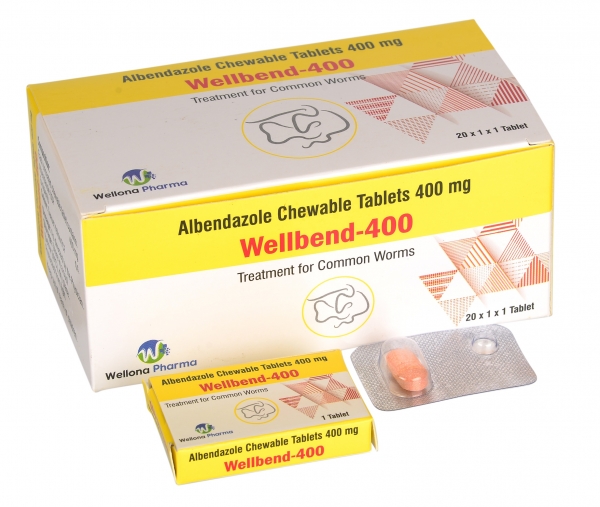 Albendazole Chewable Tablets 400 mg
Wellbend-400
Treatment for Common Worms
20 x 1 x 1 Tablet
W
Wellona Pharma
Albendazole Chewable Tablets 400 mg
Wellbend-400
Treatment for Common Worms
20 x 1 x 1 Tablet
W
Wellona Pharma
Albendazole Chewable Tablets 400 mg
Wellbend-400
Treatment for Common Worms
1 Tablet
W
Wellona Pharma
Albendazole Chewable Tablets 400 mg
Wellbend-400